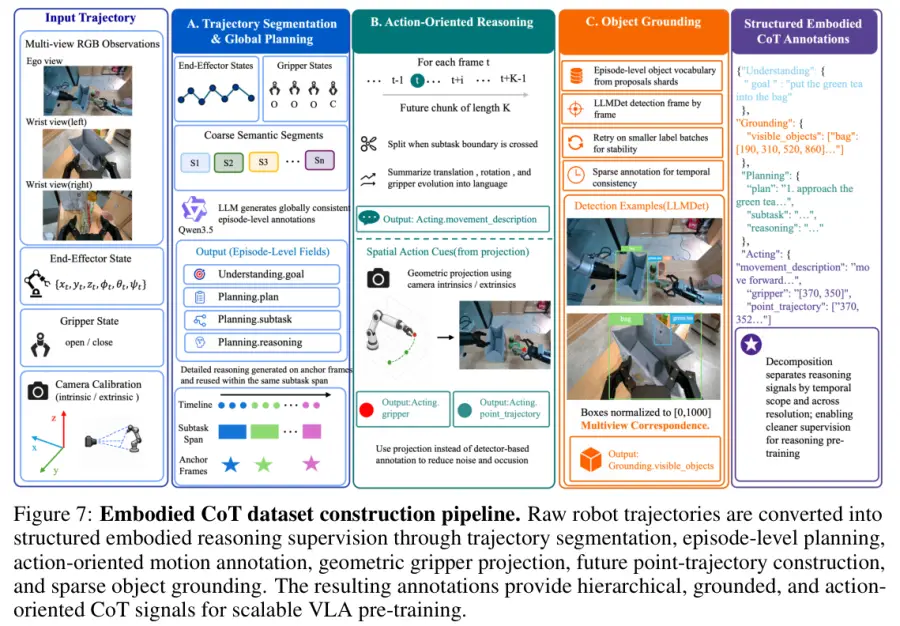 Input Trajectory
Multi-view RGB Observations
Ego view
Wrist view(left)
Wrist view(right)
End-Effector State
{x_t, y_t, z_t, ϕ_t, θ_t, ψ_t}
Gripper State
open / close
Camera Calibration
(intrinsic / extrinsic )
z
x
y
A. Trajectory Segmentation
& Global Planning
End-Effector States
Gripper States
O O O C
Coarse Semantic Segments
S1 S2 S3 ··· Sn
LLM generates globally consistent
episode-level annotations
Qwen3.5
Output (Episode-Level Fields)
Understanding.goal
Planning.plan
Planning.subtask
Planning.reasoning
Detailed reasoning generated on anchor frames
and reused within the same subtask span
Timeline
Subtask
Span
Anchor
Frames
B. Action-Oriented Reasoning
For each frame t
··· t-1 t t+i ··· t+K-1
Future chunk of length K
Split when subtask boundary is crossed
Summarize translation , rotation , and
gripper evolution into language
Output: Acting.movement_description
Spatial Action Cues(from projection)
Geometric projection using
camera intrinsics / extrinsics
Output:Acting.
gripper
Output:Acting.
point_trajectory
Use projection instead of detector-based
annotation to reduce noise and occusion
C. Object Grounding
Episode-level object vocabulary
from proposals shards
LLMDet detection frame by
frame
Retry on smaller label batches
for stability
Sparse annotation for temporal
consistency
Detection Examples(LLMDet)
bag
green tea
Boxes normalized to [0,1000]
Multiview Correspondence.
Output:
Grounding.visible_objects
Structured Embodied
CoT Annotations
{"Understanding": {
" goal " : "put the green tea
into the bag"
},
"Grounding": {
"visible_objects": ["bag":
[190, 310, 520, 860]…"]
},
"Planning": {
"plan": "1. approach the
green tea…",
"subtask": "…",
"reasoning": "…"
},
"Acting": {
"movement_description": "mo
ve forward…",
"gripper": "[370, 350]",
"point_trajectory": ["370,
352…"]
Decomposition
separates reasoning
signals by temporal
scope and across
resolution; enabling
cleaner supervision
for reasoning pre-
training
Figure 7: Embodied CoT dataset construction pipeline. Raw robot trajectories are converted into
structured embodied reasoning supervision through trajectory segmentation, episode-level planning,
action-oriented motion annotation, geometric gripper projection, future point-trajectory construction,
and sparse object grounding. The resulting annotations provide hierarchical, grounded, and action-
oriented CoT signals for scalable VLA pre-training.